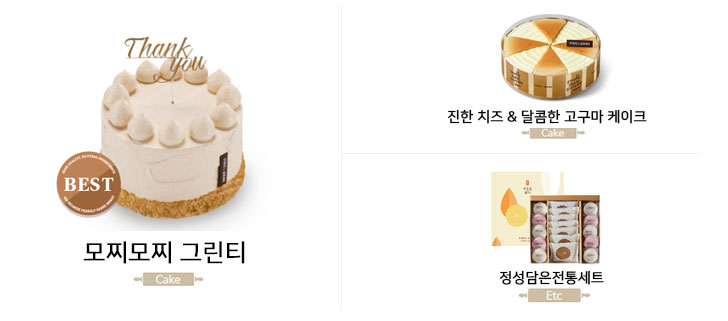 Thank
you
BEST
모찌모찌 그린티
Cake
진한 치즈 & 달콤한 고구마 케이크
Cake
정성담은전통세트
Etc